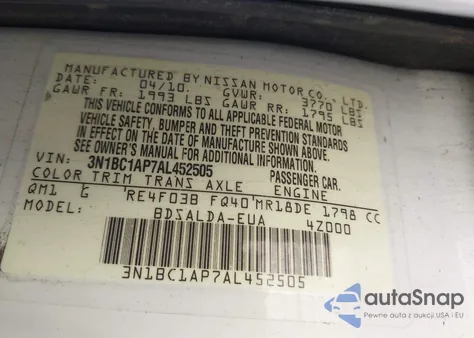 MANUFACTURED BY NISSAN MOTOR CO., LTD.
DATE: 04/10. GVWR: 3770 LBS
GAWR FR: 1993 LBS GAWR RR: 1795 LBS
THIS VEHICLE CONFORMS TO ALL APPLICABLE FEDERAL MOTOR
VEHICLE SAFETY, BUMPER AND THEFT PREVENTION STANDARDS
IN EFFECT ON THE DATE OF MANUFACTURE SHOWN ABOVE.
SEE OWNER'S MANUAL FOR ADDITIONAL INFORMATION
VIN: 3N1BC1AP7AL452505 PASSENGER CAR.
COLOR TRIM TRANS AXLE ENGINE
QM1 G RE4F03B FQ40 MR18DE 1798 CC
MODEL: BDSALDA-EUA 4Z000
3N1BC1AP7AL452505
autoSnap
Pewne auta z aukcji USA i EU